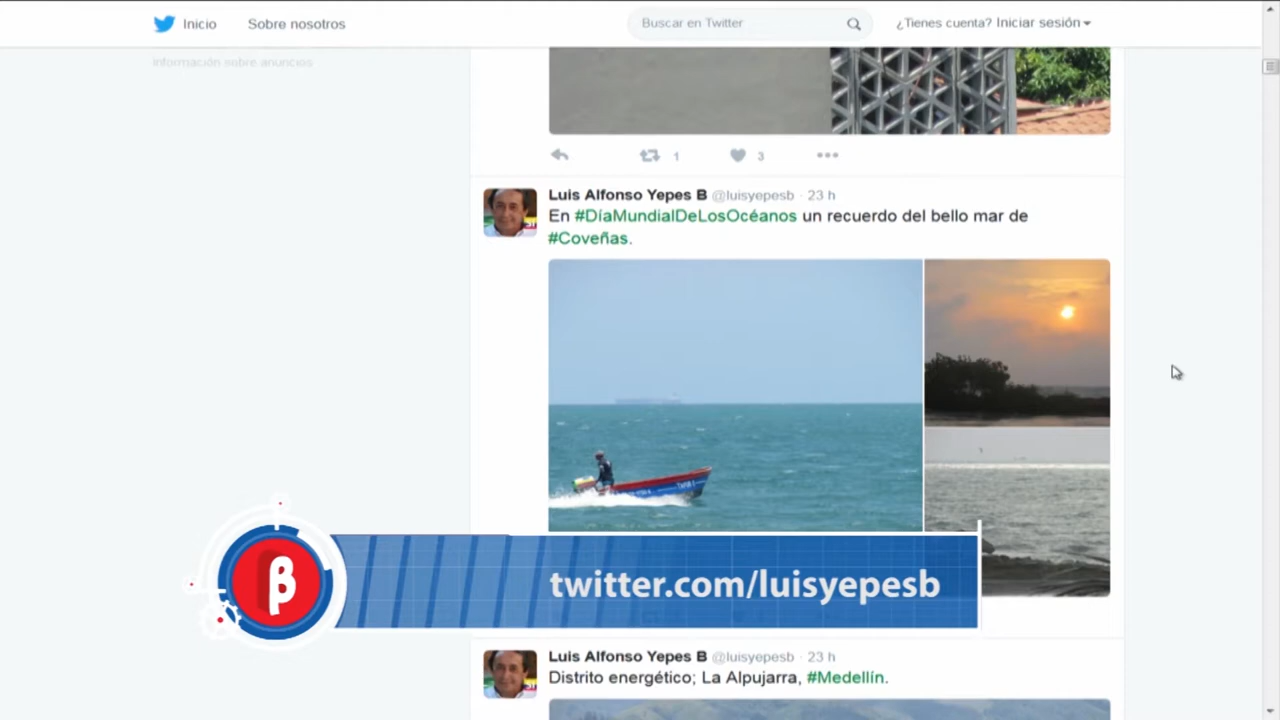 Inicio
Sobre nosotros
Buscar en Twitter
¿Tienes cuenta? Iniciar sesión
Información sobre anuncios
1
3
Luis Alfonso Yepes B @luisyepesb · 23 h
En #DíaMundialDeLosOcéanos un recuerdo del bello mar de
#Coveñas.
β
twitter.com/luisyepesb
Luis Alfonso Yepes B @luisyepesb · 23 h
Distrito energético; La Alpujarra, #Medellín.